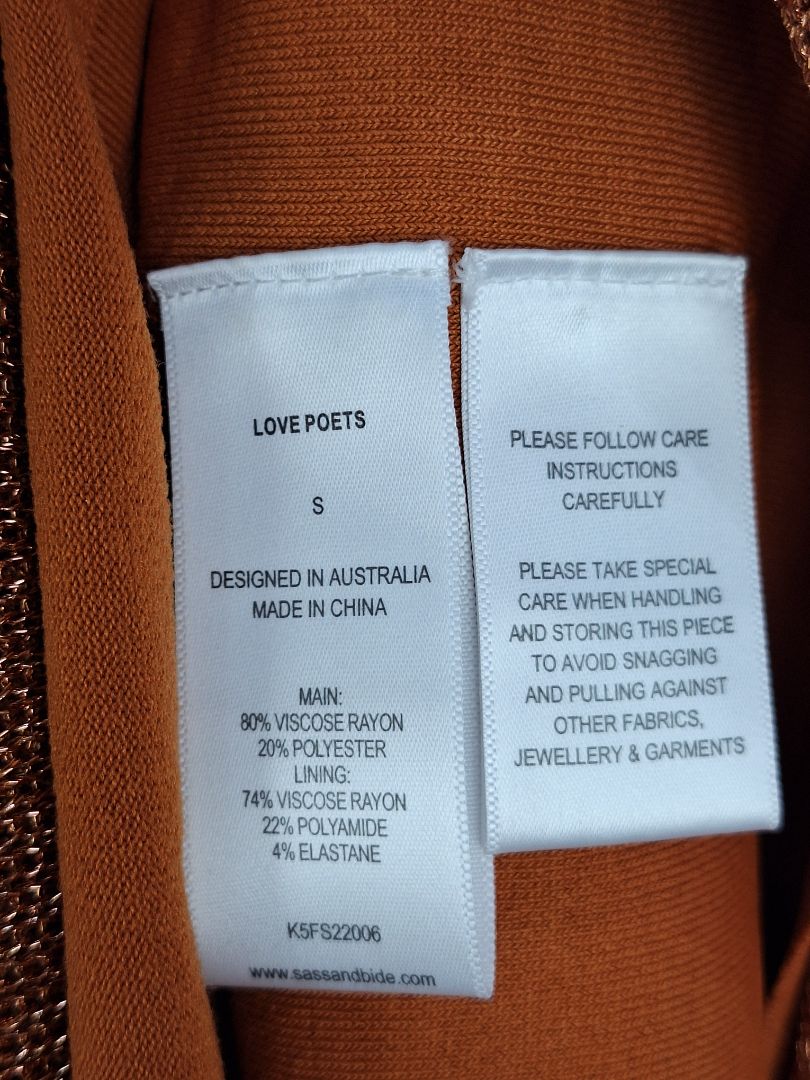 LOVE POETS
S
DESIGNED IN AUSTRALIA
MADE IN CHINA
MAIN:
80% VISCOSE RAYON
20% POLYESTER
LINING:
74% VISCOSE RAYON
22% POLYAMIDE
4% ELASTANE
K5FS22006
www.sassandbide.com
PLEASE FOLLOW CARE
INSTRUCTIONS
CAREFULLY
PLEASE TAKE SPECIAL
CARE WHEN HANDLING
AND STORING THIS PIECE
TO AVOID SNAGGING
AND PULLING AGAINST
OTHER FABRICS,
JEWELLERY & GARMENTS